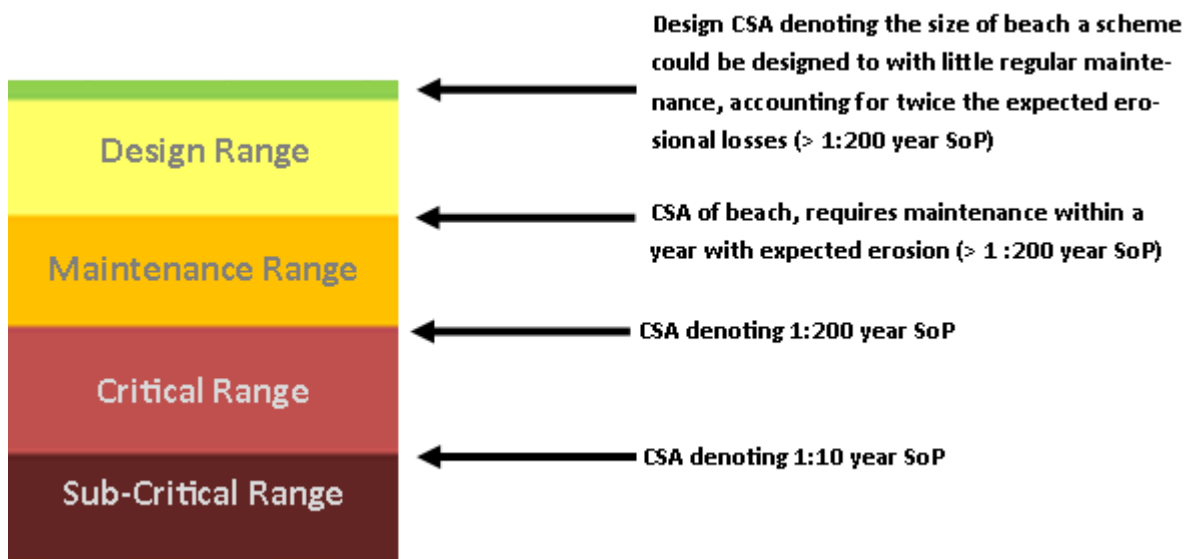 Design CSA denoting the size of beach a scheme
could be designed to with little regular mainte-
nance, accounting for twice the expected ero-
sional losses (> 1:200 year SoP)
Design Range
CSA of beach, requires maintenance within a
year with expected erosion (> 1 :200 year SoP)
Maintenance Range
CSA denoting 1:200 year SoP
Critical Range
CSA denoting 1:10 year SoP
Sub-Critical Range